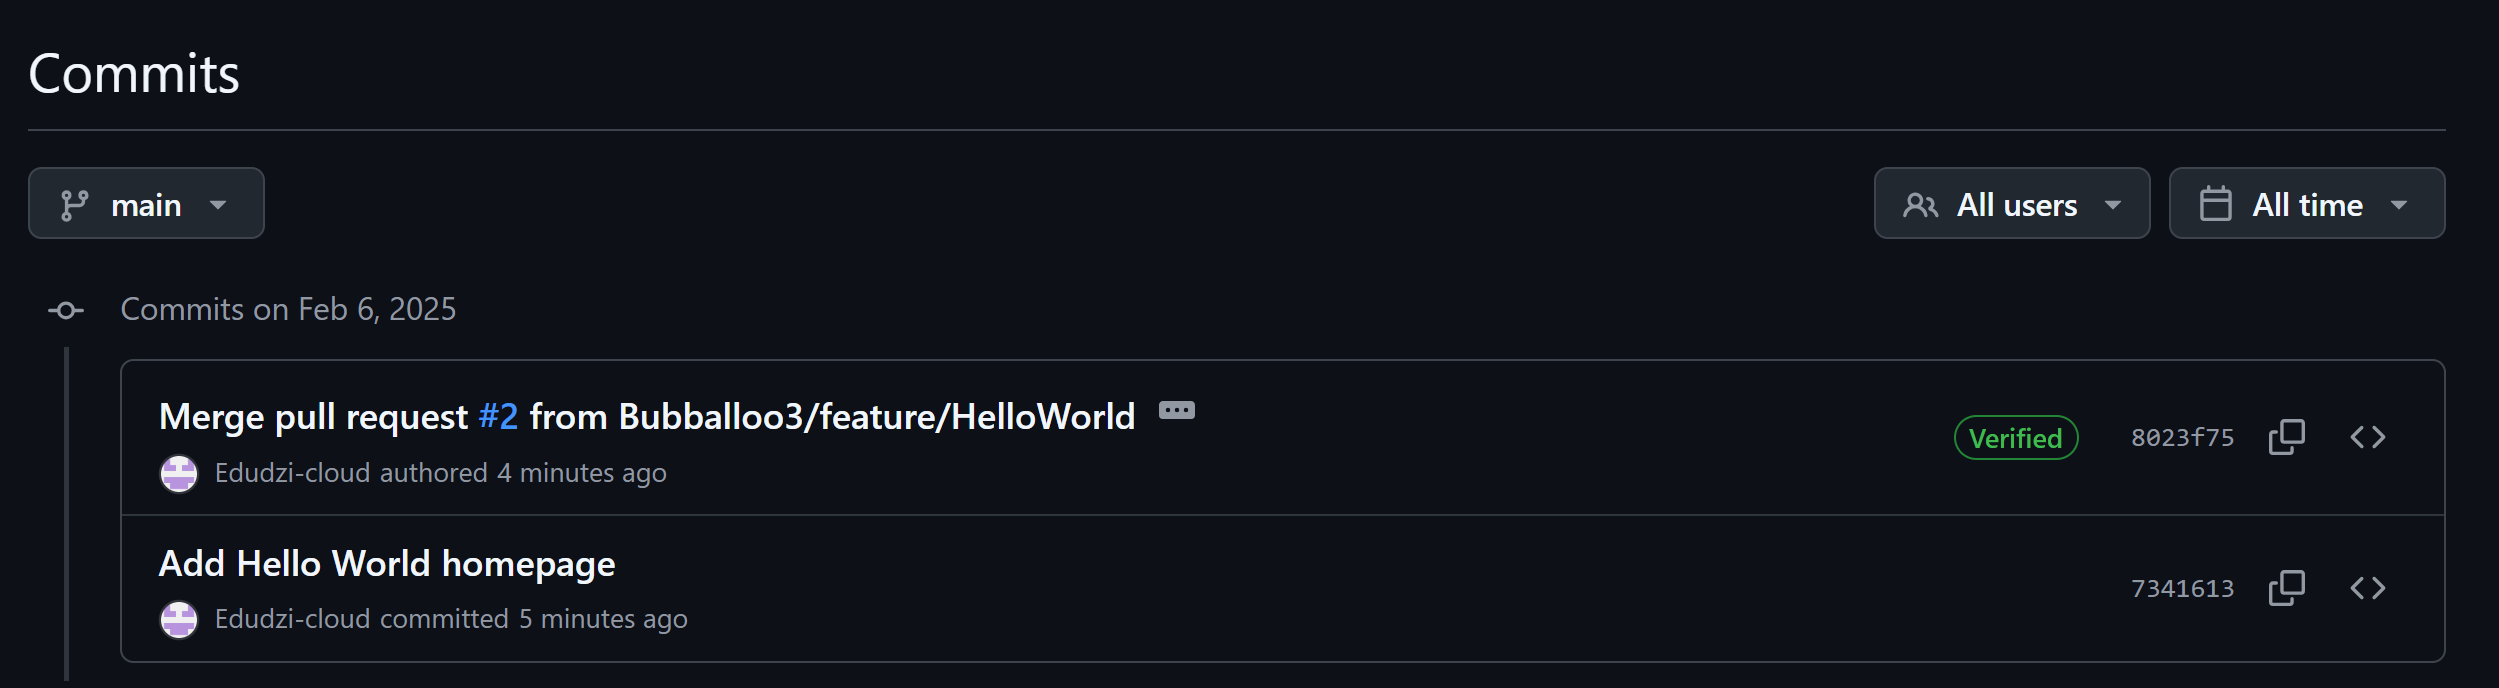 Commits
main
All users
All time
Commits on Feb 6, 2025
Merge pull request #2 from Bubballoo3/feature/HelloWorld
Verified
8023f75
Edudzi-cloud authored 4 minutes ago
Add Hello World homepage
7341613
Edudzi-cloud committed 5 minutes ago